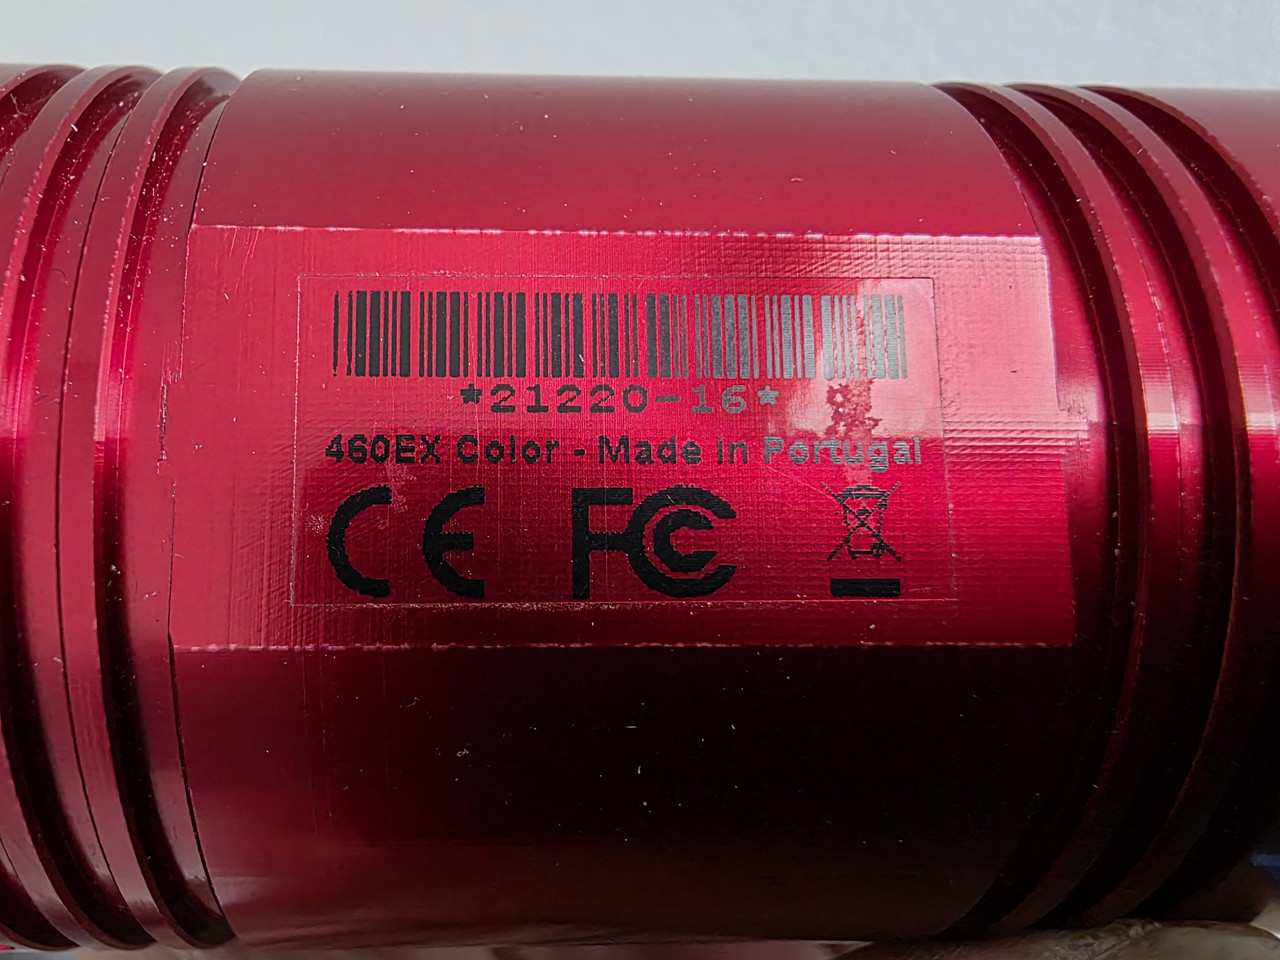 *21220-16*
460EX Color - Made in Portugal
CE FC